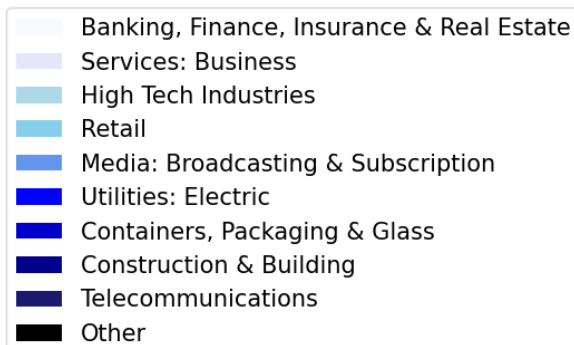 Banking, Finance, Insurance & Real Estate
Services: Business
High Tech Industries
Retail
Media: Broadcasting & Subscription
Utilities: Electric
Containers, Packaging & Glass
Construction & Building
Telecommunications
Other